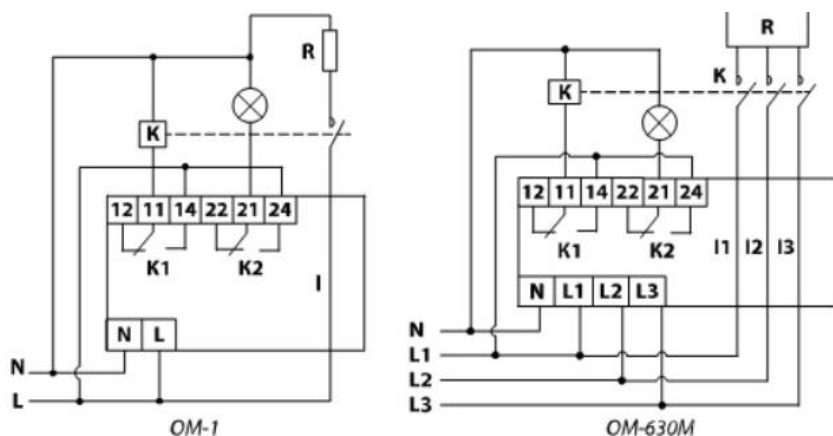 R
K
12 11 14 22 21 24
K1 K2
I
N L
N
L
OM-1
R
K
K
12 11 14 22 21 24
K1 K2
I1 I2 I3
N L1 L2 L3
N
L1
L2
L3
OM-630M